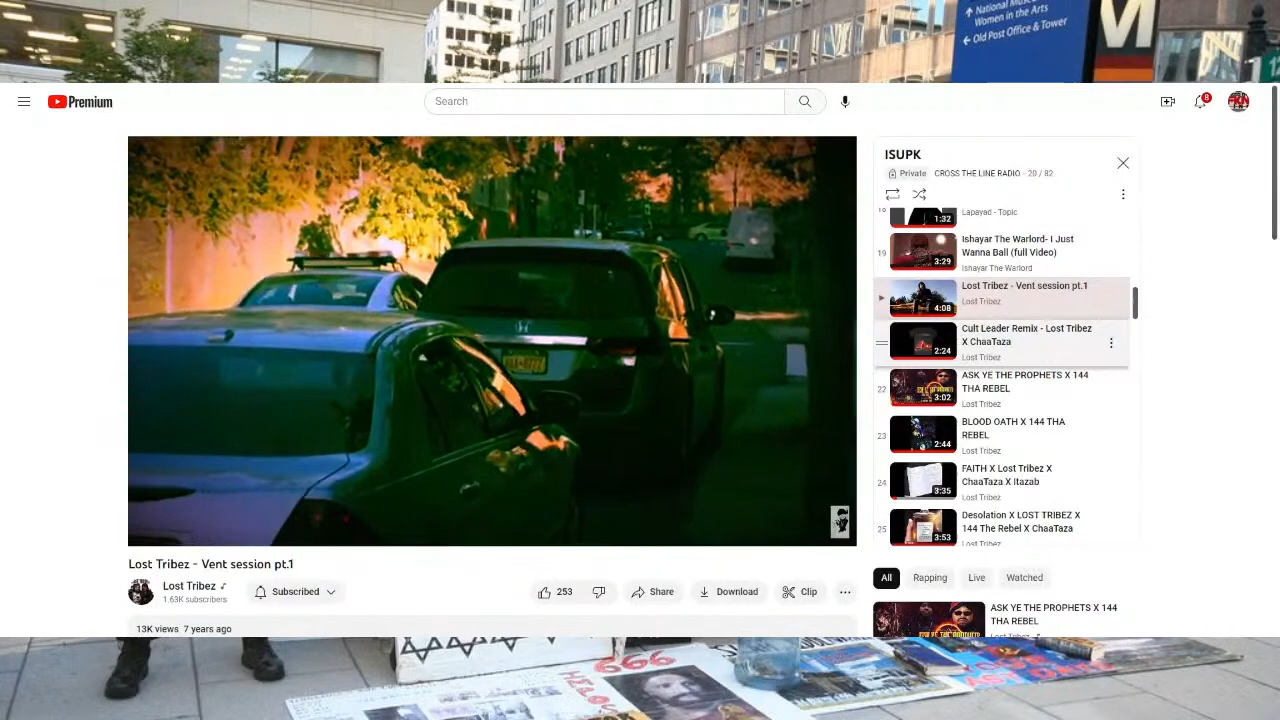 National Museum of
Women in the Arts
Old Post Office & Tower
M
12
Premium
Search
8
ISUPK
Private CROSS THE LINE RADIO - 20 / 82
18
1:32
Lapayad - Topic
19
3:29
Ishayar The Warlord- I Just
Wanna Ball (full Video)
Ishayar The Warlord
4:08
Lost Tribez - Vent session pt.1
Lost Tribez
2:24
Cult Leader Remix - Lost Tribez
X ChaaTaza
Lost Tribez
22
3:02
ASK YE THE PROPHETS X 144
THA REBEL
Lost Tribez
23
2:44
BLOOD OATH X 144 THA
REBEL
Lost Tribez
24
3:35
FAITH X Lost Tribez X
ChaaTaza X Itazab
Lost Tribez
25
3:53
Desolation X LOST TRIBEZ X
144 The Rebel X ChaaTaza
Lost Tribez
Lost Tribez - Vent session pt.1
Lost Tribez
1.63K subscribers
Subscribed
253
Share
Download
Clip
13K views 7 years ago
All Rapping Live Watched
ASK YE THE PROPHETS X 144
THA REBEL
Lost Tribez
666